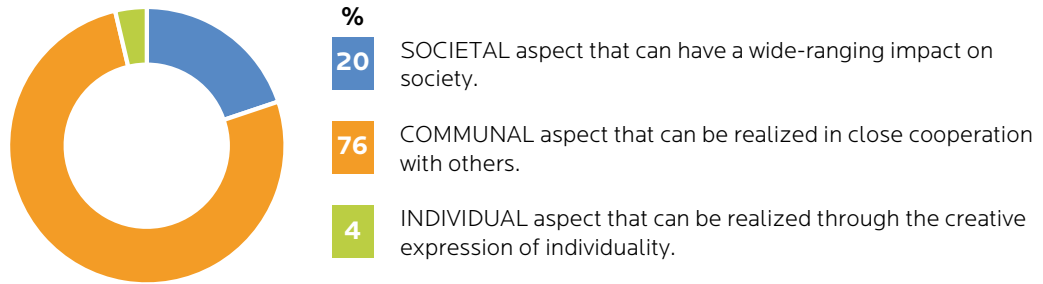 %
20
SOCIETAL aspect that can have a wide-ranging impact on
society.
76
COMMUNAL aspect that can be realized in close cooperation
with others.
4
INDIVIDUAL aspect that can be realized through the creative
expression of individuality.